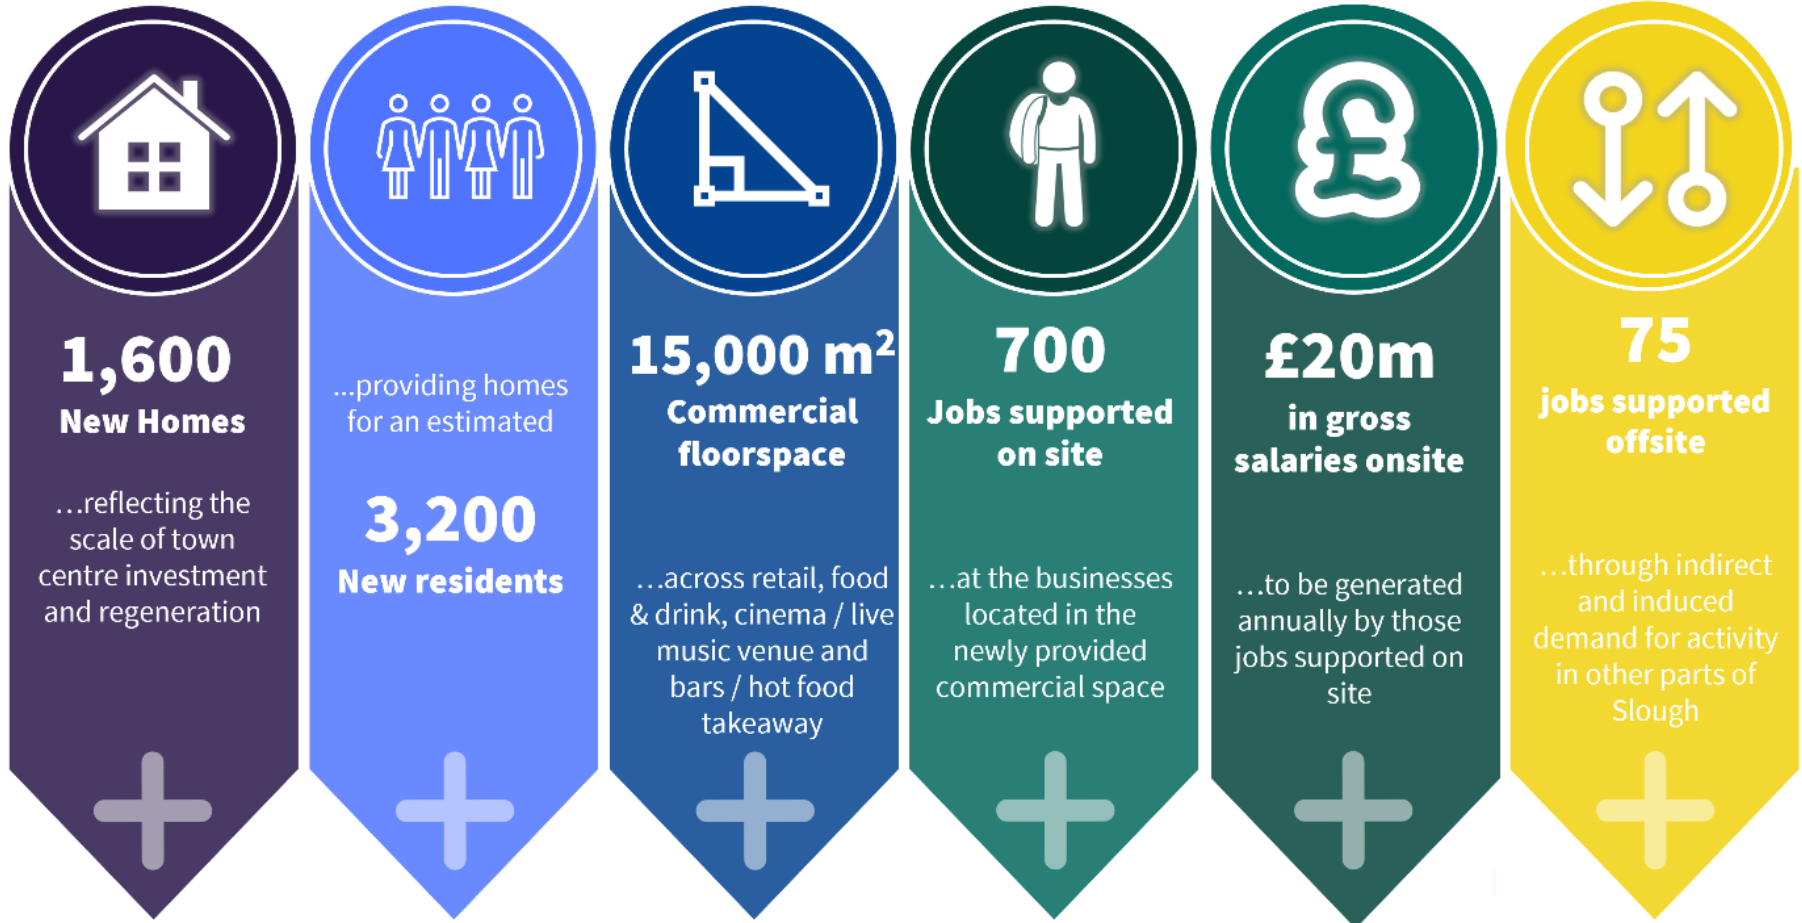 1,600
New Homes
...reflecting the
scale of town
centre investment
and regeneration
...providing homes
for an estimated
3,200
New residents
15,000 m²
Commercial
floorspace
...across retail, food
& drink, cinema / live
music venue and
bars / hot food
takeaway
700
Jobs supported
on site
...at the businesses
located in the
newly provided
commercial space
£20m
in gross
salaries onsite
...to be generated
annually by those
jobs supported on
site
75
jobs supported
offsite
...through indirect
and induced
demand for activity
in other parts of
Slough